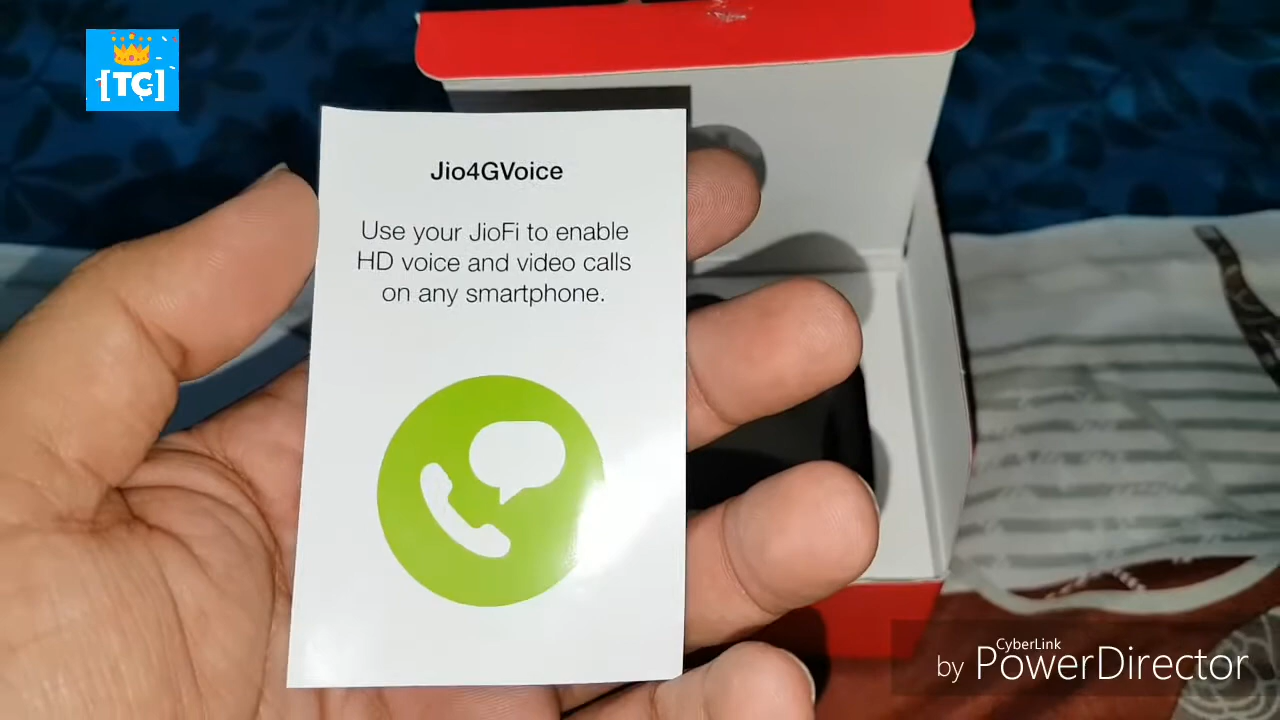 [TC]
Jio4GVoice
Use your JioFi to enable
HD voice and video calls
on any smartphone.
CyberLink
by PowerDirector